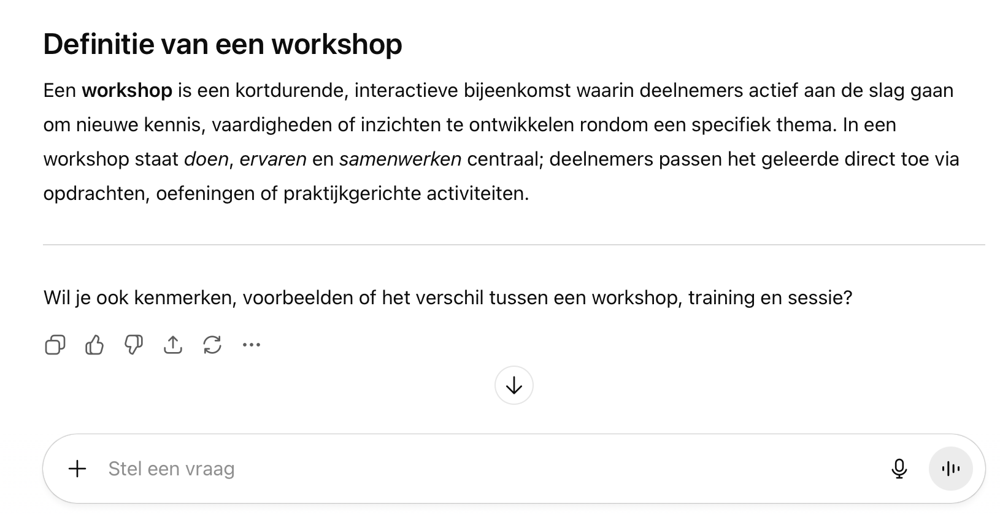 Definitie van een workshop
Een workshop is een kortdurende, interactieve bijeenkomst waarin deelnemers actief aan de slag gaan
om nieuwe kennis, vaardigheden of inzichten te ontwikkelen rondom een specifiek thema. In een
workshop staat doen, ervaren en samenwerken centraal; deelnemers passen het geleerde direct toe via
opdrachten, oefeningen of praktijkgerichte activiteiten.
Wil je ook kenmerken, voorbeelden of het verschil tussen een workshop, training en sessie?
Stel een vraag